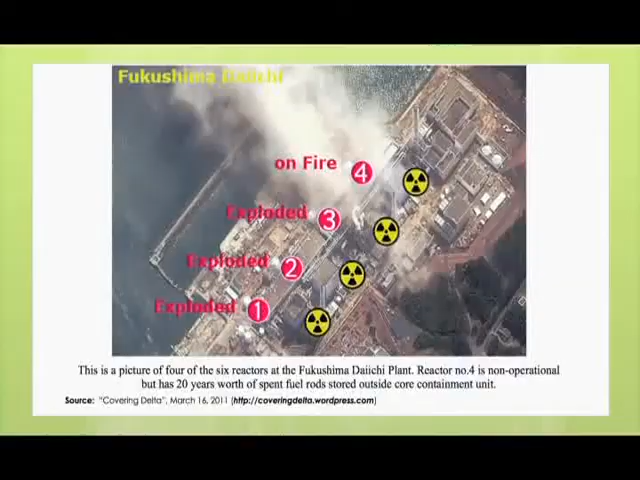 Fukushima Daiichi
on Fire 4
Exploded 3
Exploded 2
Exploded 1
This is a picture of four of the six reactors at the Fukushima Daiichi Plant. Reactor no.4 is non-operational
but has 20 years worth of spent fuel rods stored outside core containment unit.
Source: "Covering Delta", March 16, 2011 (http://coveringdelta.wordpress.com)